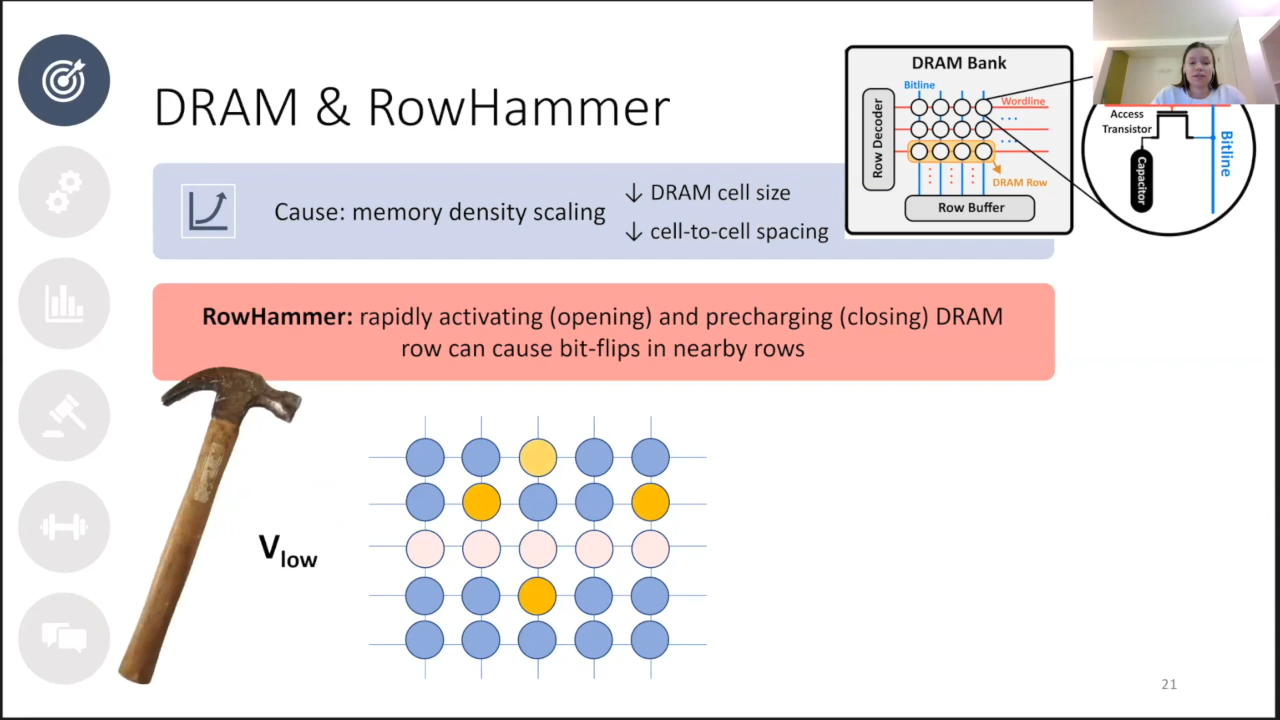 DRAM & RowHammer
Cause: memory density scaling
↓ DRAM cell size
↓ cell-to-cell spacing
DRAM Bank
Bitline
Wordline
Row Decoder
DRAM Row
Row Buffer
Access
Transistor
Capacitor
Bitline
RowHammer: rapidly activating (opening) and precharging (closing) DRAM
row can cause bit-flips in nearby rows
Vlow
21